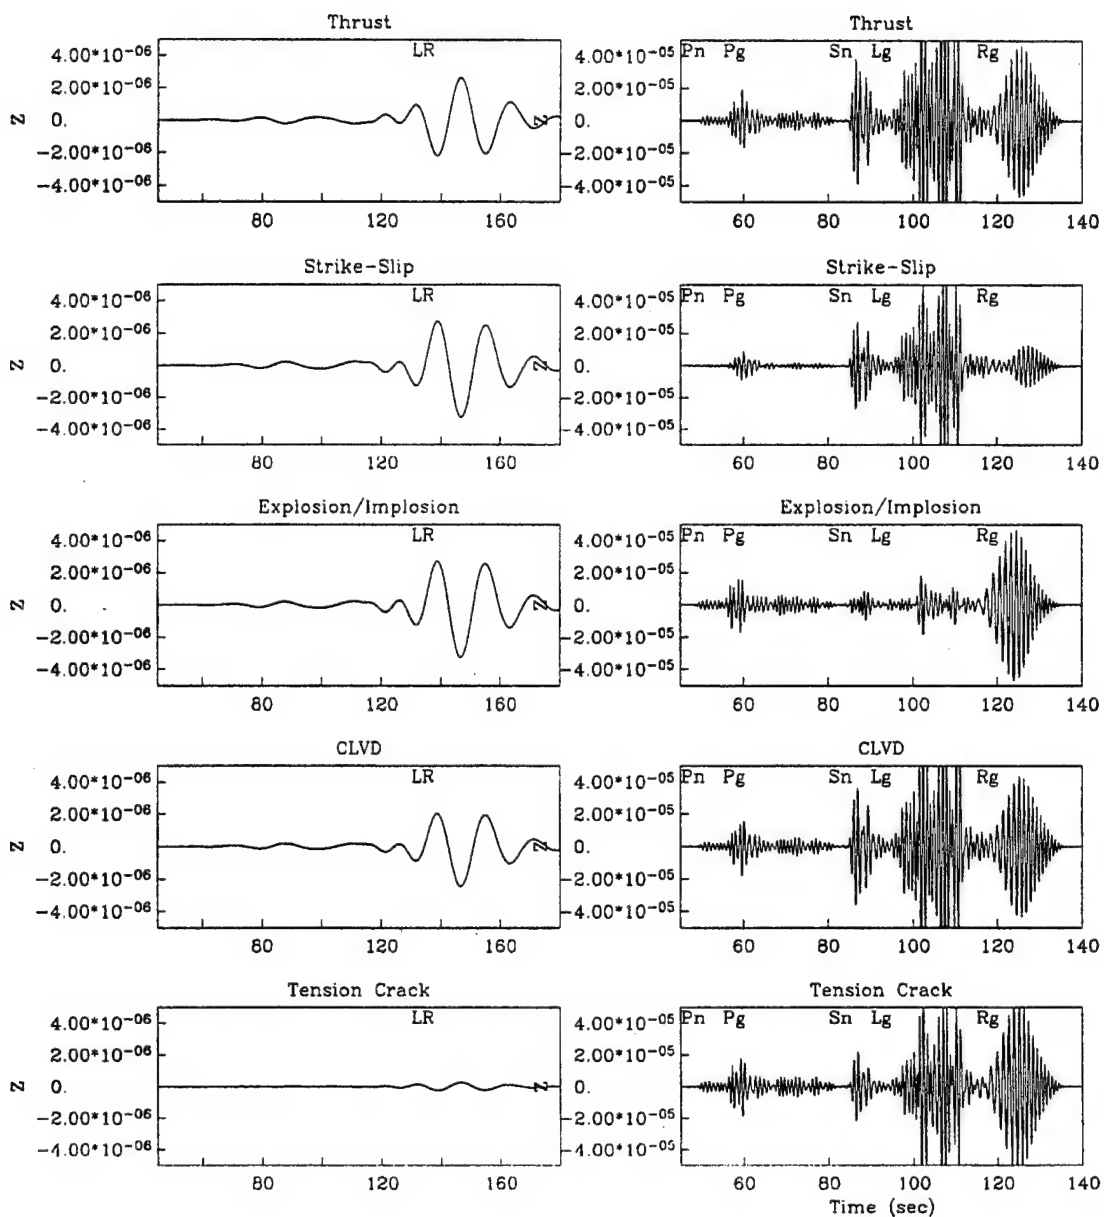 Thrust
Thrust
LR
Pn Pg Sn Lg Rg
4.00*10-06
2.00*10-06
0.
-2.00*10-06
-4.00*10-06
Z
4.00*10-05
2.00*10-05
0.
-2.00*10-05
-4.00*10-05
Z
80 120 160
60 80 100 120 140
Strike-Slip
Strike-Slip
LR
Pn Pg Sn Lg Rg
4.00*10-06
2.00*10-06
0.
-2.00*10-06
-4.00*10-06
Z
4.00*10-05
2.00*10-05
0.
-2.00*10-05
-4.00*10-05
Z
80 120 160
60 80 100 120 140
Explosion/Implosion
Explosion/Implosion
LR
Pn Pg Sn Lg Rg
4.00*10-06
2.00*10-06
0.
-2.00*10-06
-4.00*10-06
Z
4.00*10-05
2.00*10-05
0.
-2.00*10-05
-4.00*10-05
Z
80 120 160
60 80 100 120 140
CLVD
CLVD
LR
Pn Pg Sn Lg Rg
4.00*10-06
2.00*10-06
0.
-2.00*10-06
-4.00*10-06
Z
4.00*10-05
2.00*10-05
0.
-2.00*10-05
-4.00*10-05
Z
80 120 160
60 80 100 120 140
Tension Crack
Tension Crack
LR
Pn Pg Sn Lg Rg
4.00*10-06
2.00*10-06
0.
-2.00*10-06
-4.00*10-06
Z
4.00*10-05
2.00*10-05
0.
-2.00*10-05
-4.00*10-05
Z
80 120 160
60 80 100 120 140
Time (sec)